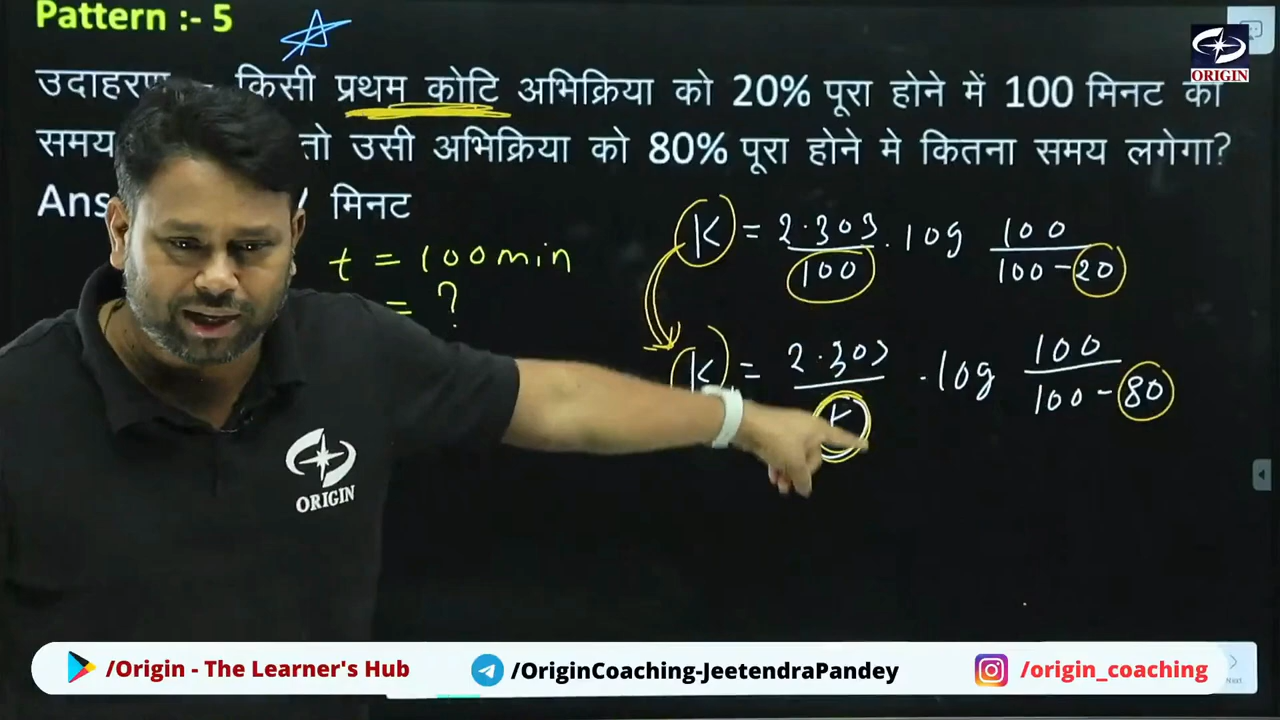 Pattern :- 5
ORIGIN
उदाहरण किसी प्रथम कोटि अभिक्रिया को 20% पूरा होने में 100 मिनट का
समय तो उसी अभिक्रिया को 80% पूरा होने मे कितना समय लगेगा?
Ans मिनट
t = 100min
= ?
K = 2.303/100 . log 100/100-20
K = 2.303/ . log 100/100-80
ORIGIN
/Origin - The Learner's Hub
/OriginCoaching-JeetendraPandey
/origin_coaching
Next